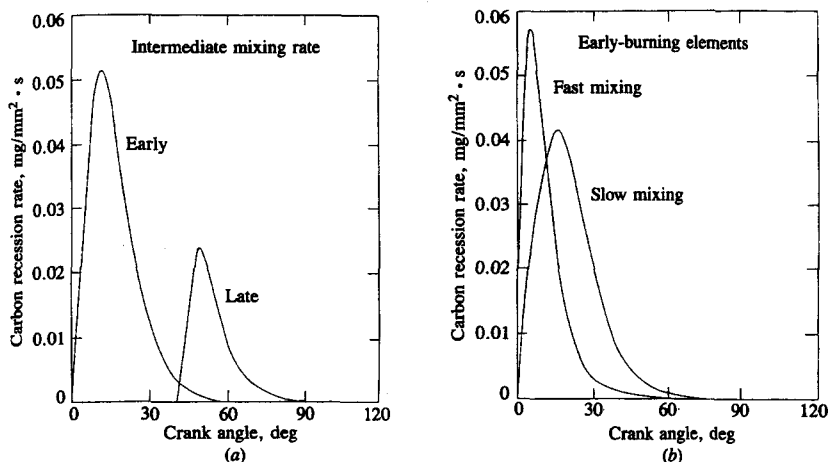 0.06
0.05
0.04
0.03
0.02
0.01
0
Carbon recession rate, mg/mm² • s
Intermediate mixing rate
Early
Late
0
30
60
90
120
Crank angle, deg
(a)
0.06
0.05
0.04
0.03
0.02
0.01
0
Carbon recession rate, mg/mm² • s
Early-burning elements
Fast mixing
Slow mixing
0
30
60
90
120
Crank angle, deg
(b)